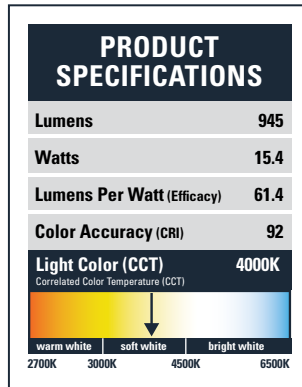 PRODUCT
SPECIFICATIONS
Lumens 945
Watts 15.4
Lumens Per Watt (Efficacy) 61.4
Color Accuracy (CRI) 92
Light Color (CCT) 4000K
Correlated Color Temperature (CCT)
warm white soft white bright white
2700K 3000K 4500K 6500K